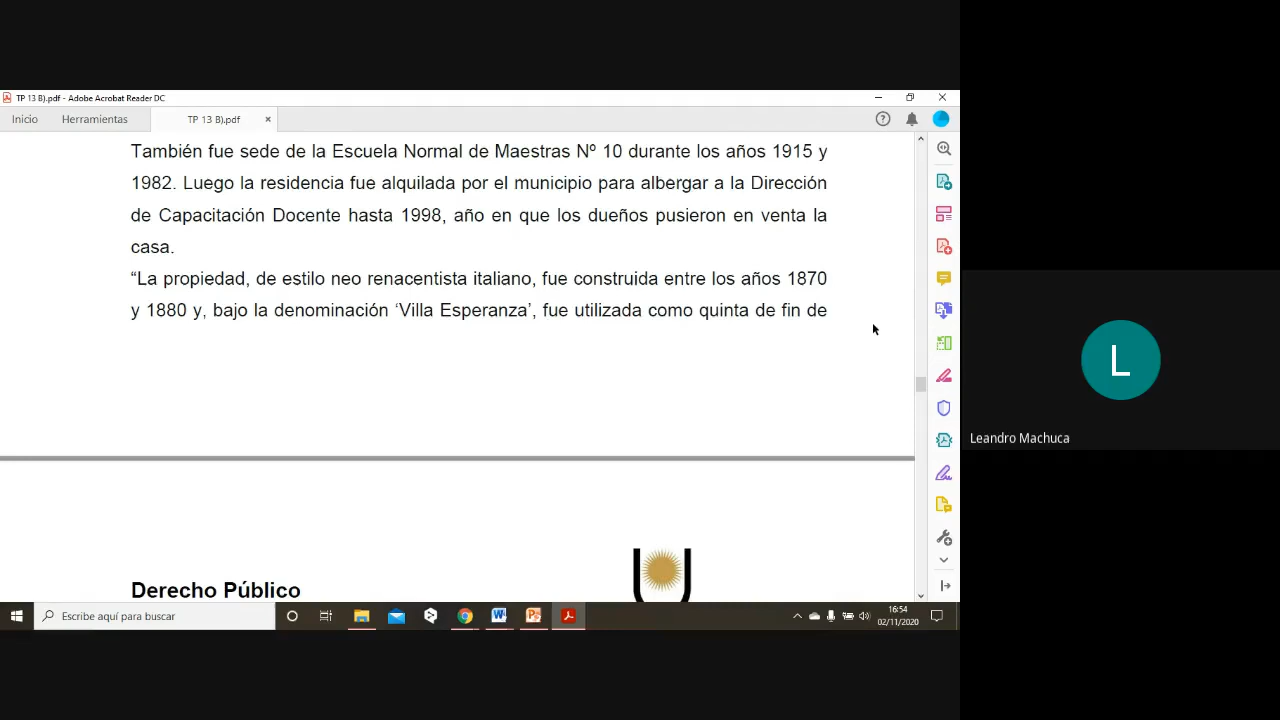 TP 13 B).pdf - Adobe Acrobat Reader DC
Inicio
Herramientas
TP 13 B).pdf
También fue sede de la Escuela Normal de Maestras Nº 10 durante los años 1915 y
1982. Luego la residencia fue alquilada por el municipio para albergar a la Dirección
de Capacitación Docente hasta 1998, año en que los dueños pusieron en venta la
casa.
“La propiedad, de estilo neo renacentista italiano, fue construida entre los años 1870
y 1880 y, bajo la denominación ‘Villa Esperanza’, fue utilizada como quinta de fin de
Derecho Público
L
Leandro Machuca
Escribe aquí para buscar
16:54
02/11/2020